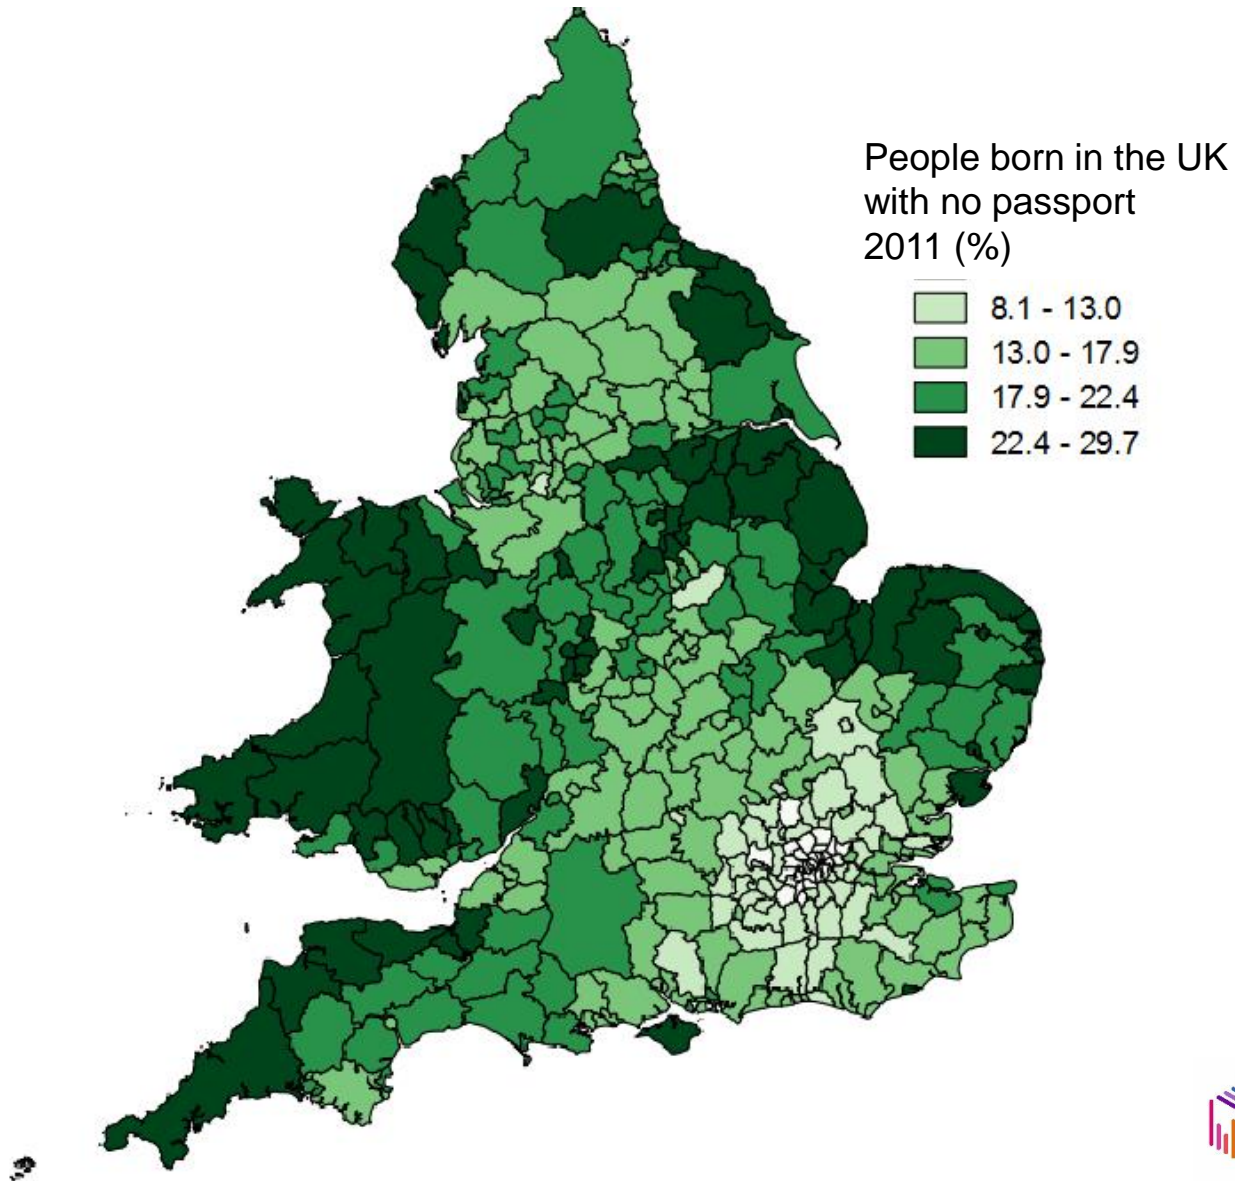 People born in the UK
with no passport
2011 (%)
8.1 - 13.0
13.0 - 17.9
17.9 - 22.4
22.4 - 29.7